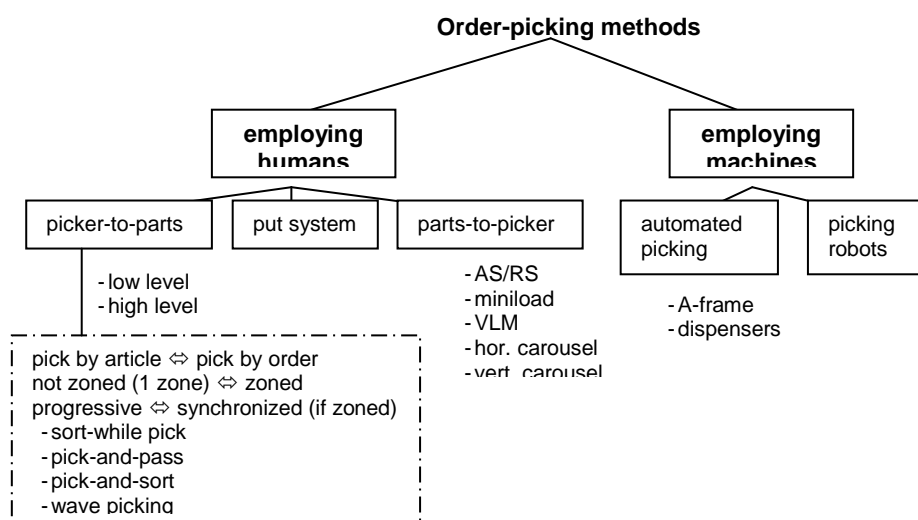 Order-picking methods
employing
humans
employing
machines
picker-to-parts
put system
parts-to-picker
automated
picking
picking
robots
- low level
- high level
- AS/RS
- miniload
- VLM
- hor. carousel
- vert. carousel
- A-frame
- dispensers
pick by article ⇔ pick by order
not zoned (1 zone) ⇔ zoned
progressive ⇔ synchronized (if zoned)
- sort-while pick
- pick-and-pass
- pick-and-sort
- wave picking